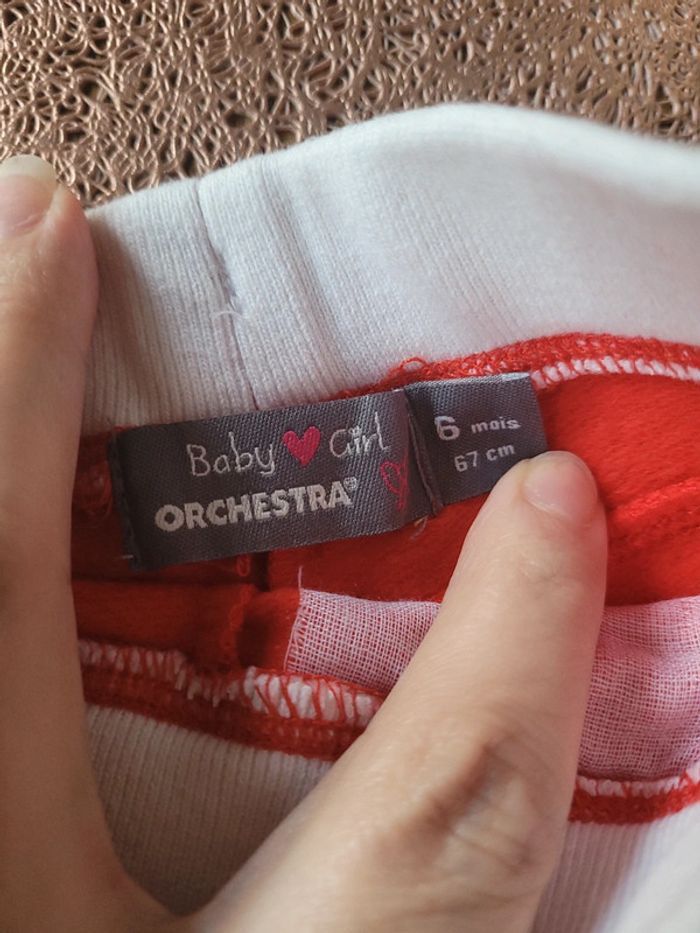 Baby Girl
ORCHESTRA®
6 mois
67 cm